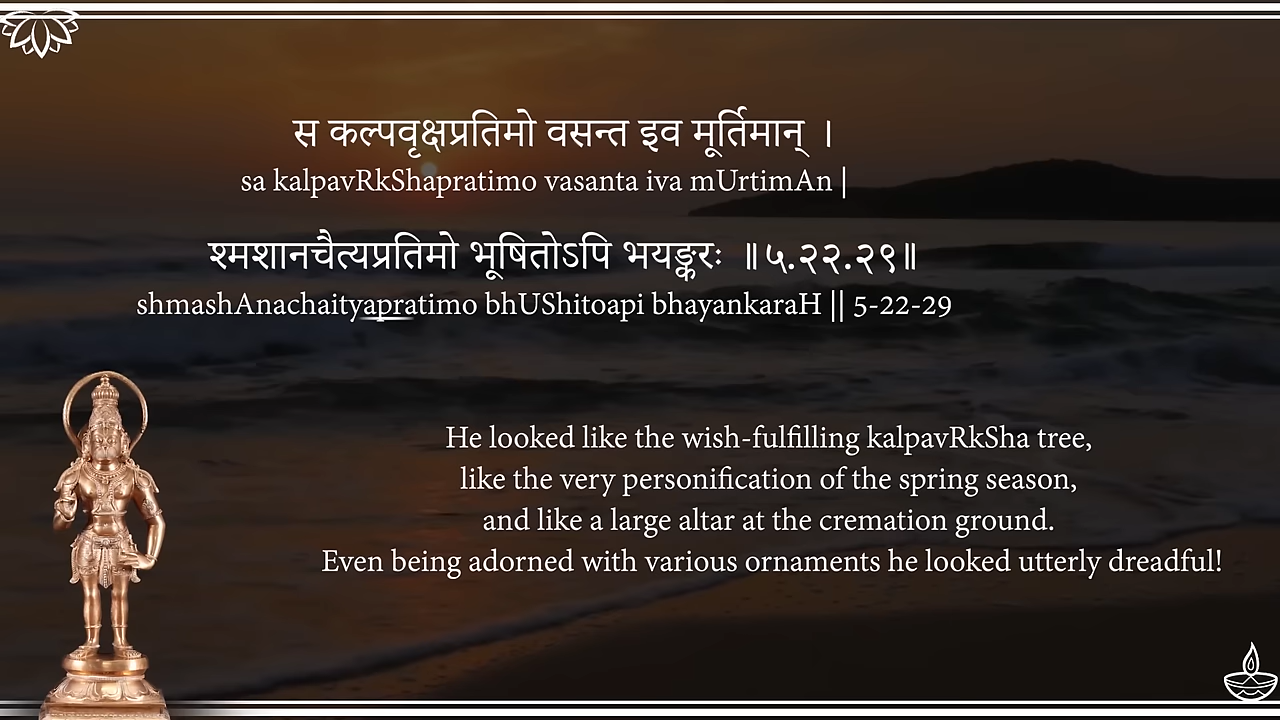 स कल्पवृक्षप्रतिमो वसन्त इव मूर्तिमान् ।
sa kalpavRkShapratimo vasanta iva mUrtimAn |
श्मशानचैत्यप्रतिमो भूषितोऽपि भयङ्करः ॥५.२२.२९॥
shmashAnachaityapratimo bhUShitoapi bhayankaraH || 5-22-29
He looked like the wish-fulfilling kalpavRkSha tree,
like the very personification of the spring season,
and like a large altar at the cremation ground.
Even being adorned with various ornaments he looked utterly dreadful!